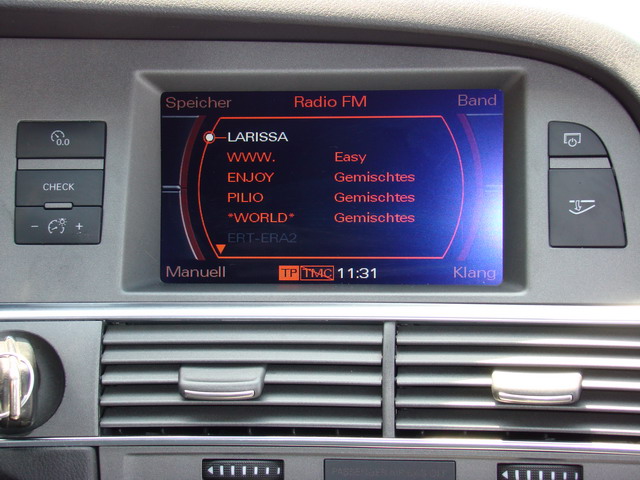 Speicher Radio FM Band
LARISSA
WWW. Easy
ENJOY Gemischtes
PILIO Gemischtes
*WORLD* Gemischtes
ERT-ERA2
Manuell TP TMC 11:31 Klang
0.0
CHECK
- +